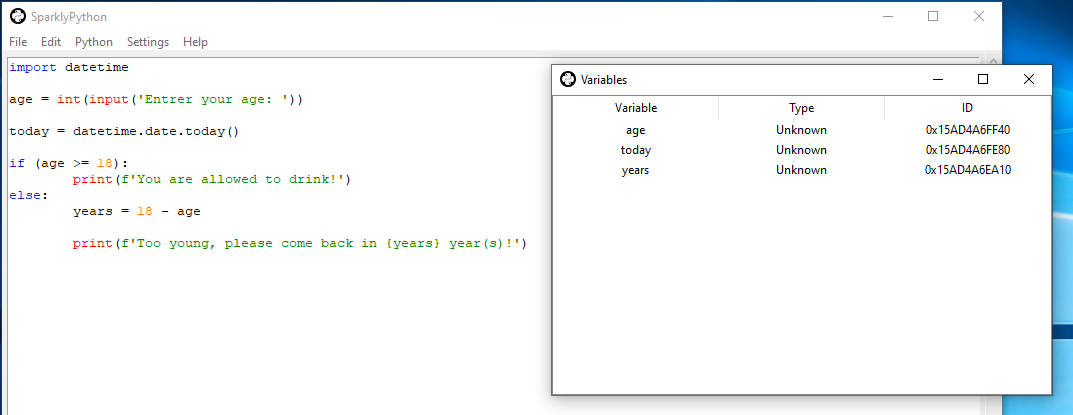 SparklyPython
File Edit Python Settings Help
import datetime
age = int(input('Entrer your age: '))
today = datetime.date.today()
if (age >= 18):
print(f'You are allowed to drink!')
else:
years = 18 - age
print(f'Too young, please come back in {years} year(s)!')
Variables
Variable Type ID
age Unknown 0x15AD4A6FF40
today Unknown 0x15AD4A6FE80
years Unknown 0x15AD4A6EA10